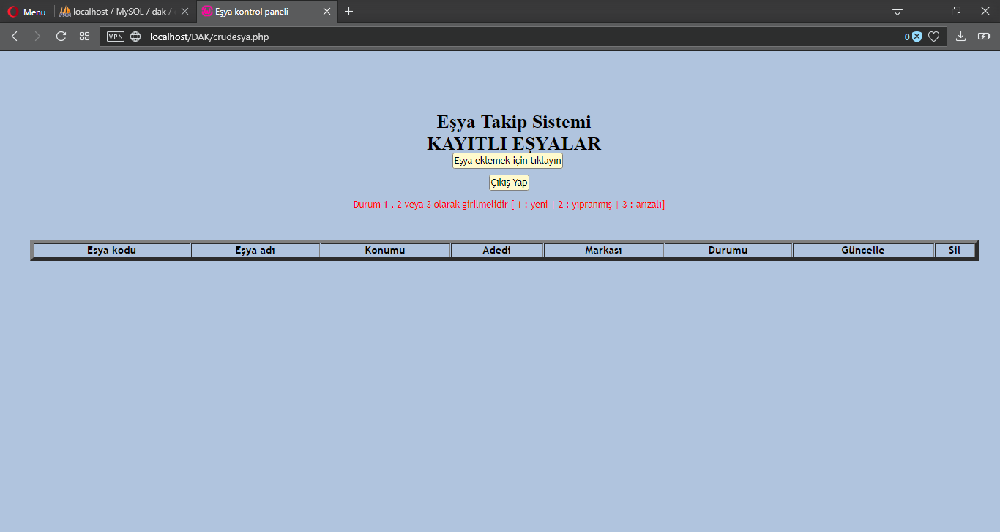 Menu
localhost / MySQL / dak /
Eşya kontrol paneli
VPN
localhost/DAK/crudesya.php
0
Eşya Takip Sistemi
KAYITLI EŞYALAR
Eşya eklemek için tıklayın
Çıkış Yap
Durum 1 , 2 veya 3 olarak girilmelidir [ 1 : yeni | 2 : yıpranmış | 3 : arızalı]
Esya kodu Eşya adı Konumu Adedi Markası Durumu Güncelle Sil